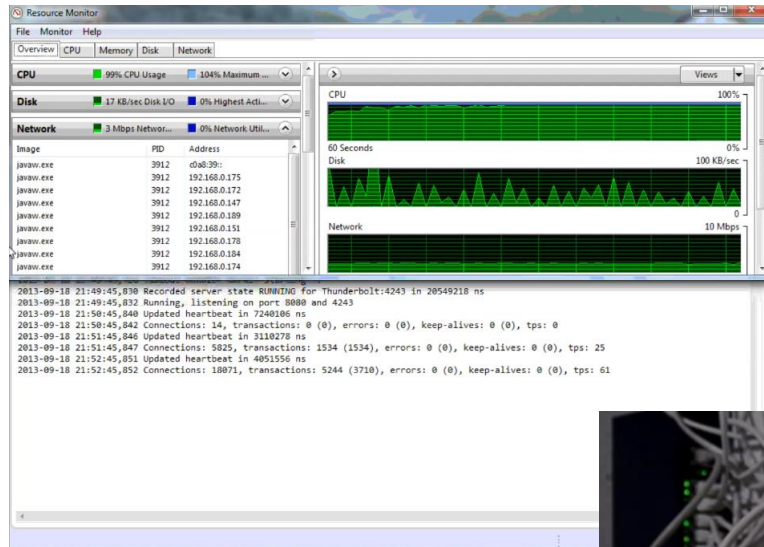 Resource Monitor
File Monitor Help
Overview CPU Memory Disk Network
CPU 99% CPU Usage 104% Maximum ...
Disk 17 KB/sec Disk I/O 0% Highest Acti...
Network 3 Mbps Networ... 0% Network Util...
Image PID Address
javaw.exe 3912 c0a8:39::
javaw.exe 3912 192.168.0.175
javaw.exe 3912 192.168.0.172
javaw.exe 3912 192.168.0.147
javaw.exe 3912 192.168.0.189
javaw.exe 3912 192.168.0.151
javaw.exe 3912 192.168.0.178
javaw.exe 3912 192.168.0.184
javaw.exe 3912 192.168.0.174
Views
CPU 100%
60 Seconds 0%
Disk 100 KB/sec
0
Network 10 Mbps
2013-09-18 21:49:45,830 Recorded server state RUNNING for Thunderbolt:4243 in 20549218 ns
2013-09-18 21:49:45,832 Running, listening on port 8080 and 4243
2013-09-18 21:50:45,840 Updated heartbeat in 7240106 ns
2013-09-18 21:50:45,842 Connections: 14, transactions: 0 (0), errors: 0 (0), keep-alives: 0 (0), tps: 0
2013-09-18 21:51:45,846 Updated heartbeat in 3110278 ns
2013-09-18 21:51:45,847 Connections: 5825, transactions: 1534 (1534), errors: 0 (0), keep-alives: 0 (0), tps: 25
2013-09-18 21:52:45,851 Updated heartbeat in 4051556 ns
2013-09-18 21:52:45,852 Connections: 18071, transactions: 5244 (3710), errors: 0 (0), keep-alives: 0 (0), tps: 61